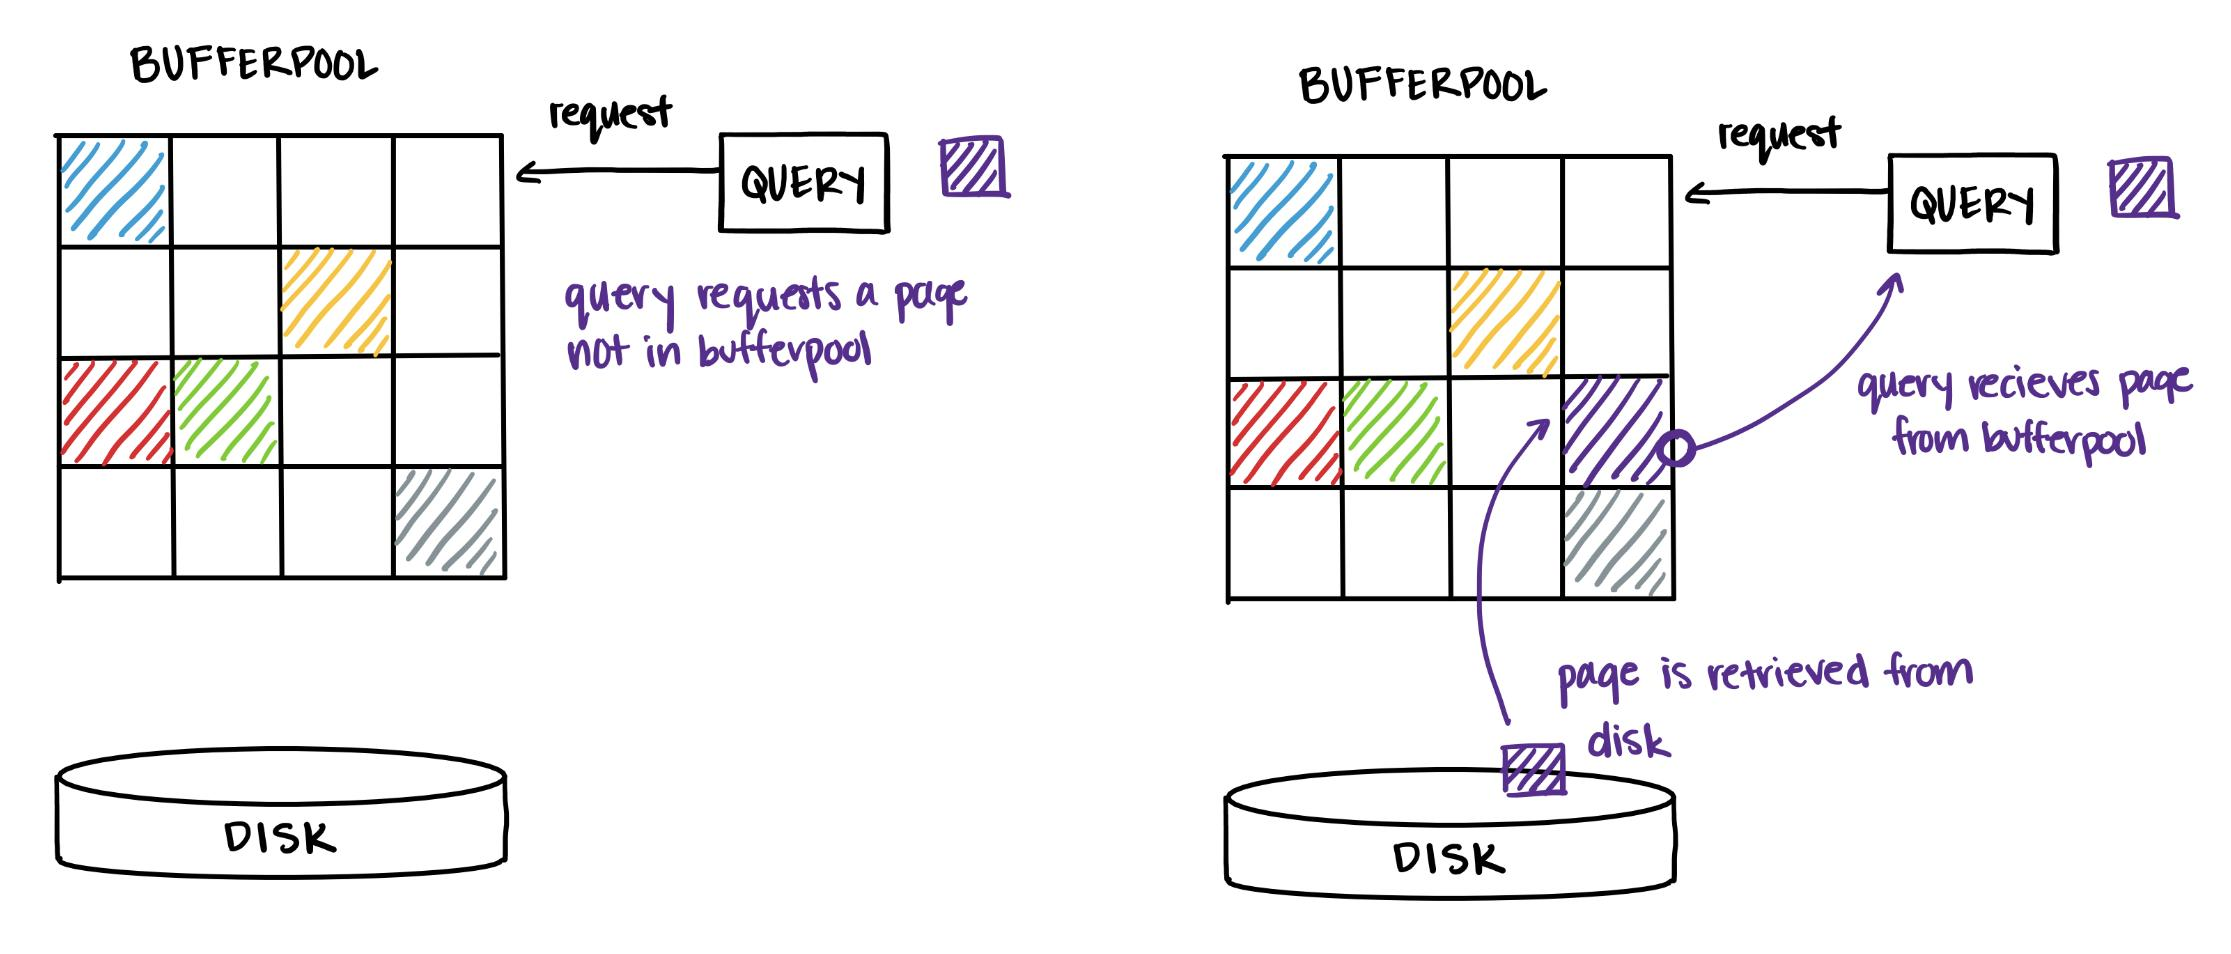 BUFFERPOOL
request
QUERY
query requests a page
not in bufferpool
DISK
BUFFERPOOL
request
QUERY
query recieves page
from bufferpool
page is retrieved from
disk
DISK